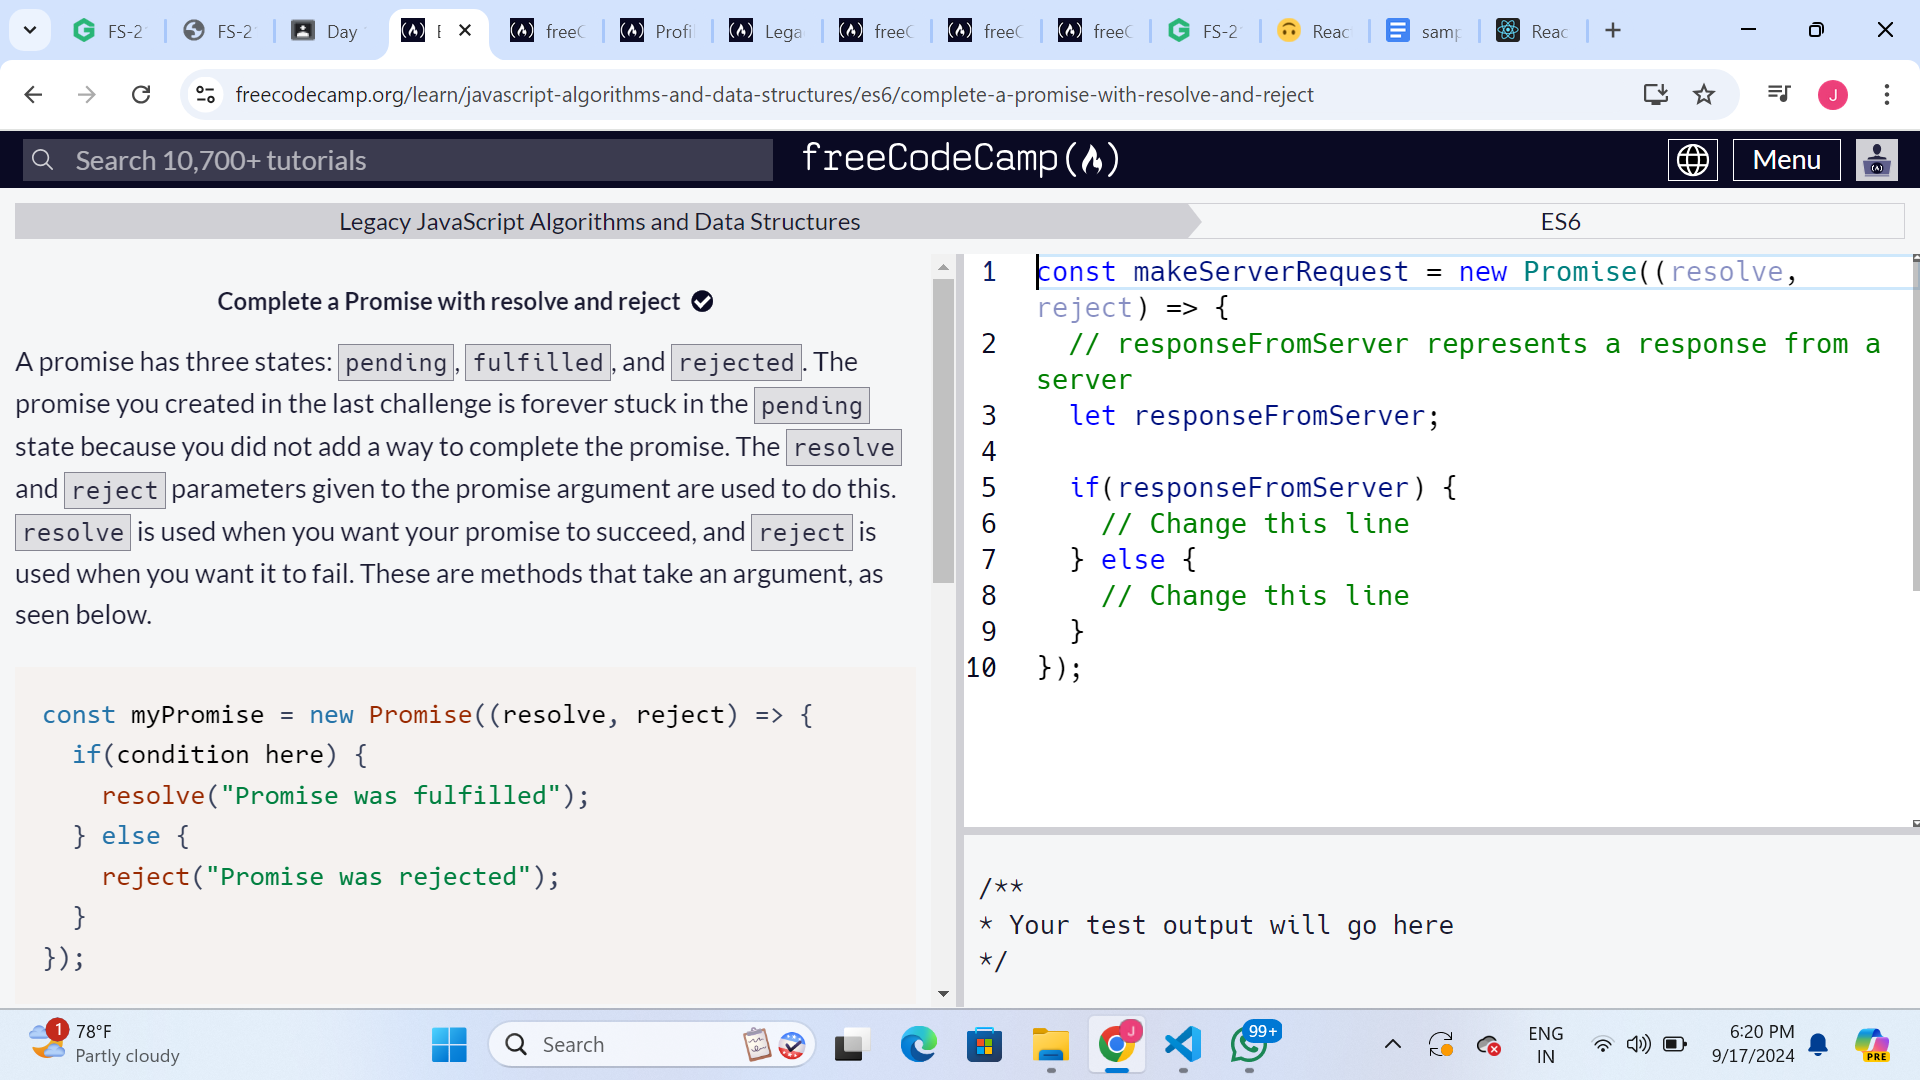 FS-2
FS-2
Day
freeC
Profi
Lega
freeC
freeC
freeC
FS-2
Reac
samp
Reac
freecodecamp.org/learn/javascript-algorithms-and-data-structures/es6/complete-a-promise-with-resolve-and-reject
J
Search 10,700+ tutorials
freeCodeCamp(🔥)
Menu
Legacy JavaScript Algorithms and Data Structures
ES6
Complete a Promise with resolve and reject
A promise has three states: pending, fulfilled, and rejected. The
promise you created in the last challenge is forever stuck in the pending
state because you did not add a way to complete the promise. The resolve
and reject parameters given to the promise argument are used to do this.
resolve is used when you want your promise to succeed, and reject is
used when you want it to fail. These are methods that take an argument, as
seen below.
const myPromise = new Promise((resolve, reject) => {
if(condition here) {
resolve("Promise was fulfilled");
} else {
reject("Promise was rejected");
}
});
1 const makeServerRequest = new Promise((resolve,
reject) => {
2 // responseFromServer represents a response from a
server
3 let responseFromServer;
4
5 if(responseFromServer) {
6 // Change this line
7 } else {
8 // Change this line
9 }
10 });
/**
* Your test output will go here
*/
1
78°F
Partly cloudy
Search
J
99+
ENG
IN
6:20 PM
9/17/2024
PRE